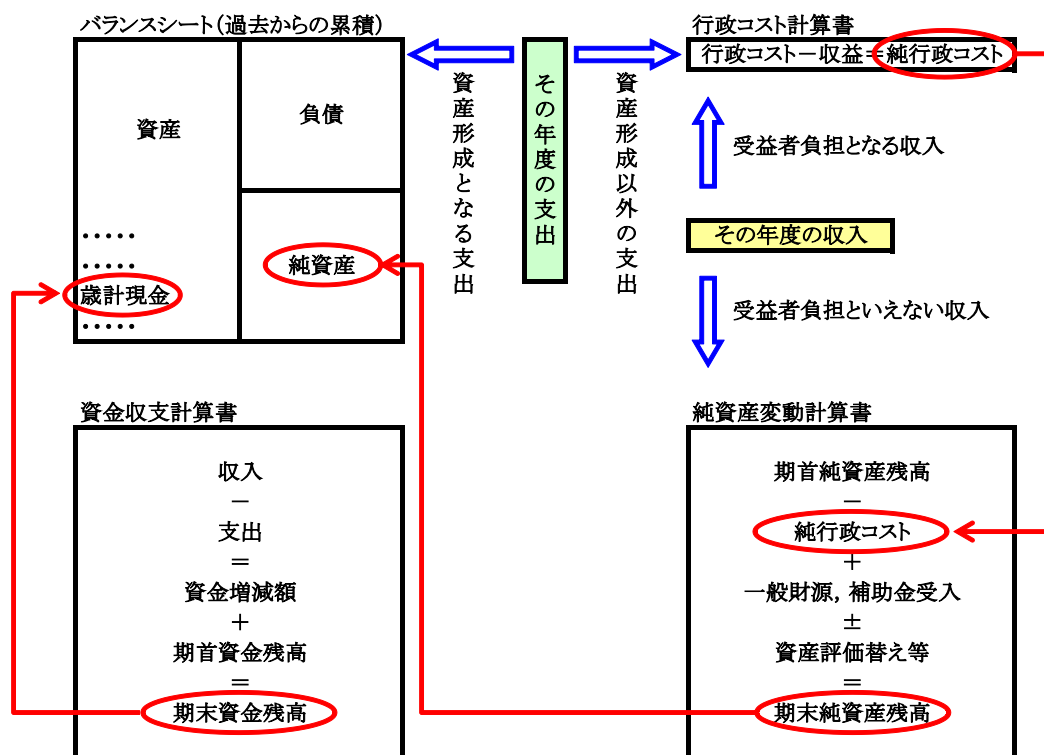 バランスシート（過去からの累積）
資産
負債
・・・・・
・・・・・
歳計現金
・・・・・
純資産
資産形成となる支出
その年度の支出
資産形成以外の支出
行政コスト計算書
行政コスト－収益＝純行政コスト
受益者負担となる収入
その年度の収入
受益者負担といえない収入
資金収支計算書
収入
－
支出
＝
資金増減額
＋
期首資金残高
＝
期末資金残高
純資産変動計算書
期首純資産残高
－
純行政コスト
＋
一般財源，補助金受入
±
資産評価替え等
＝
期末純資産残高